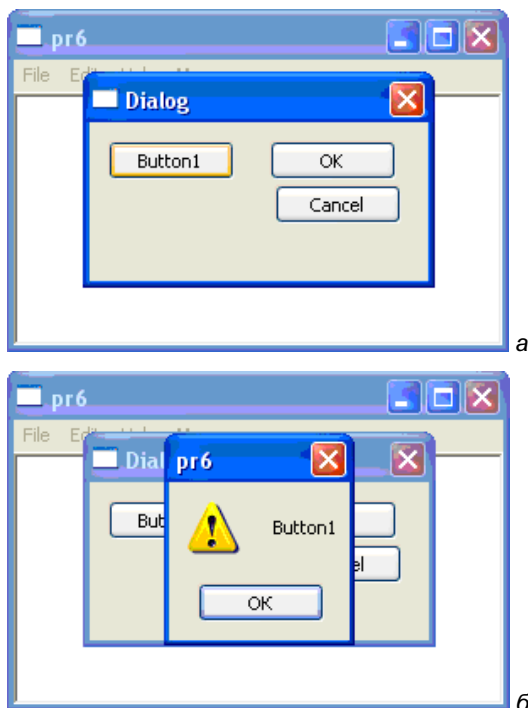 pr6
File
Dialog
Button1 OK
Cancel
а
pr6
File
pr6
Button1
OK
б